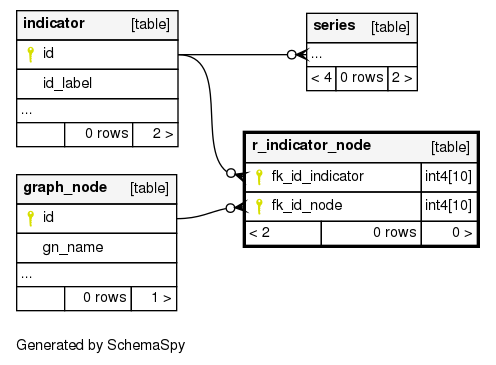 indicator [table]
id
id_label
...
0 rows 2 >
series [table]
...
< 4 0 rows 2 >
r_indicator_node [table]
fk_id_indicator int4[10]
fk_id_node int4[10]
< 2 0 rows 0 >
graph_node [table]
id
gn_name
...
0 rows 1 >
Generated by SchemaSpy